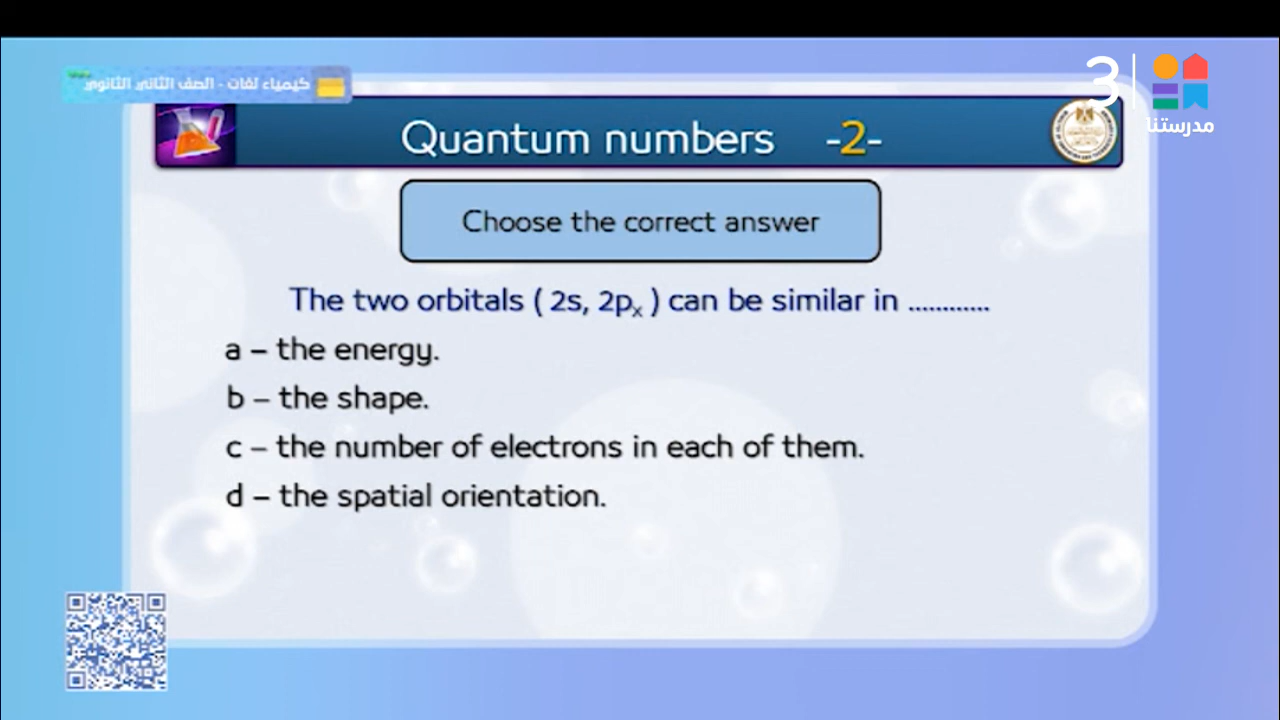 كيمياء لغات - الصف الثاني الثانوي
3
مدرستنا
Quantum numbers -2-
Choose the correct answer
The two orbitals ( 2s, 2pₓ ) can be similar in ............
a – the energy.
b – the shape.
c – the number of electrons in each of them.
d – the spatial orientation.